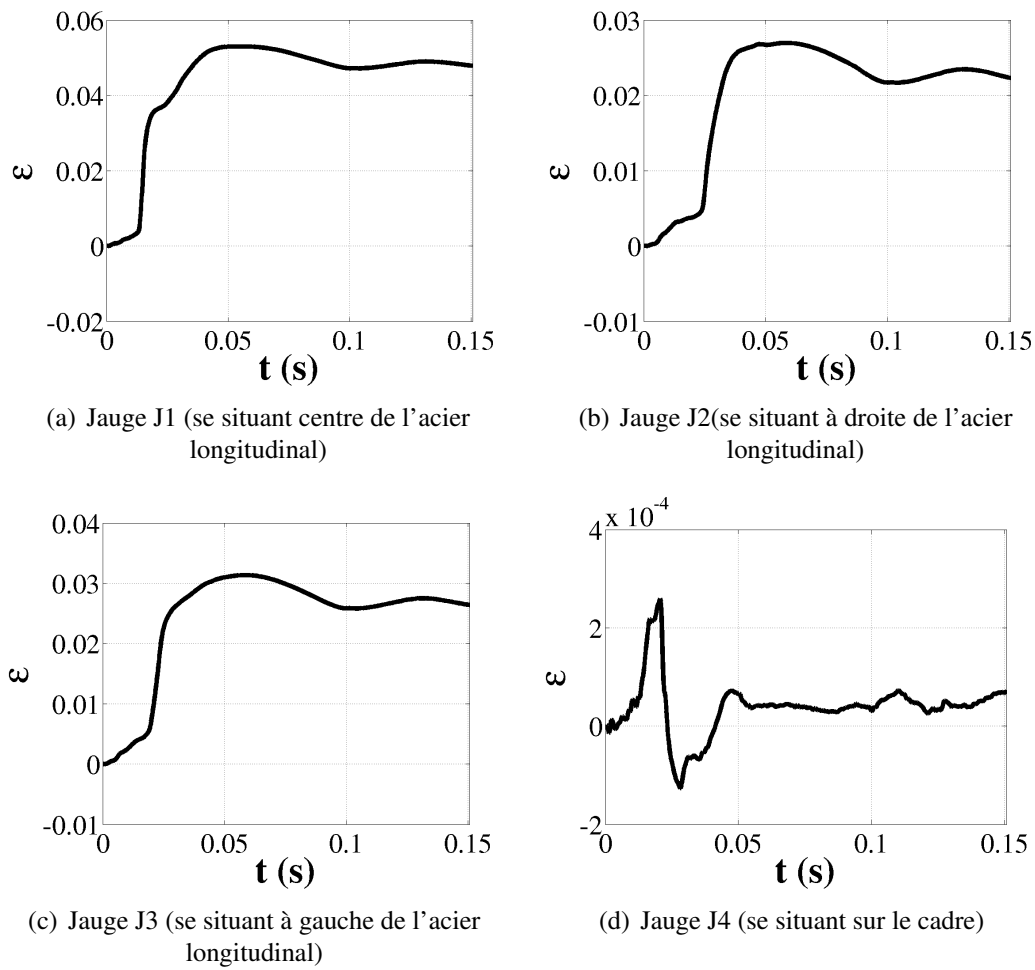 0.06
0.04
0.02
0
-0.02
ε
0 0.05 0.1 0.15
t (s)
(a) Jauge J1 (se situant centre de l'acier
longitudinal)
0.03
0.02
0.01
0
-0.01
ε
0 0.05 0.1 0.15
t (s)
(b) Jauge J2(se situant à droite de l'acier
longitudinal)
0.04
0.03
0.02
0.01
0
-0.01
ε
0 0.05 0.1 0.15
t (s)
(c) Jauge J3 (se situant à gauche de l'acier
longitudinal)
x 10⁻⁴
4
2
0
-2
ε
0 0.05 0.1 0.15
t (s)
(d) Jauge J4 (se situant sur le cadre)